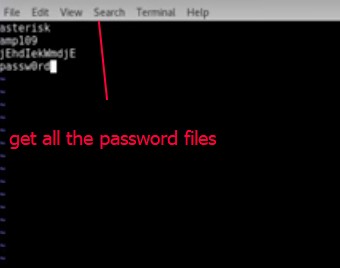 File Edit View Search Terminal Help
asterisk
amp109
jEhdIekWmdjE
passw0rd
~
~
~
~
~
get all the password files
~
~
~
~
~